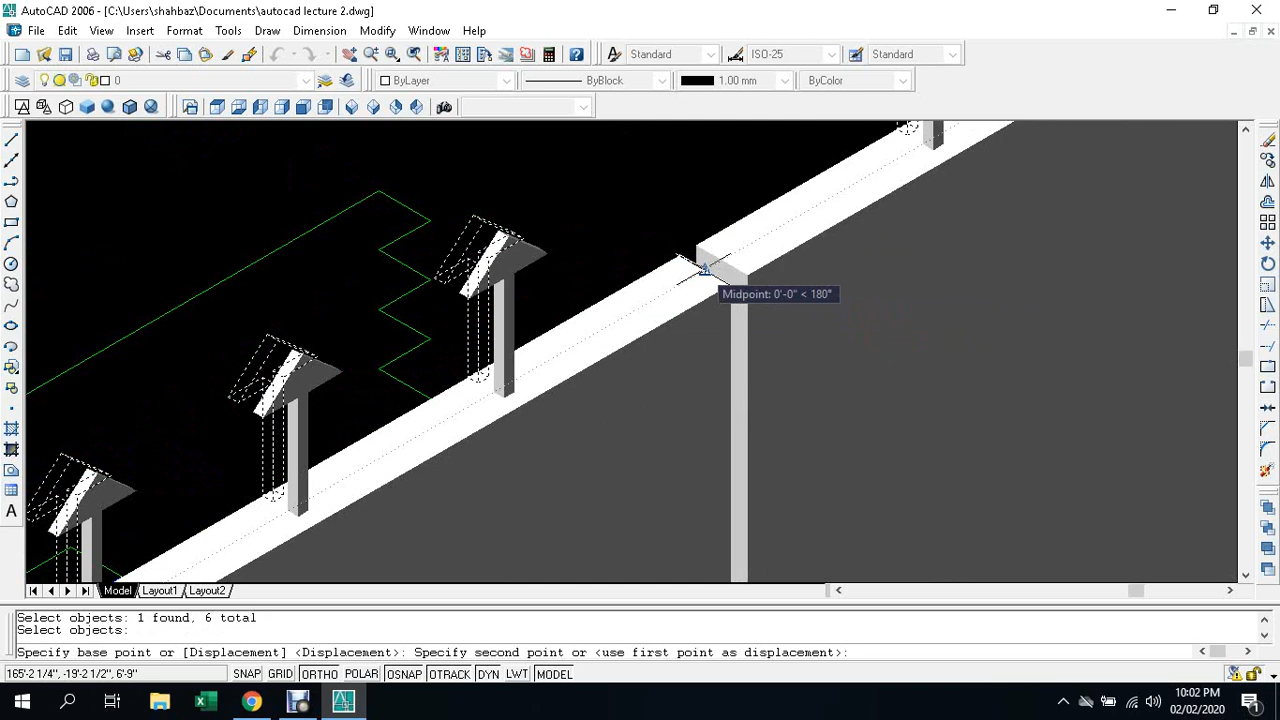 AutoCAD 2006 - [C:\Users\shahbaz\Documents\autocad lecture 2.dwg]
File Edit View Insert Format Tools Draw Dimension Modify Window Help
Standard ISO-25 Standard
0 ByLayer ByBlock 1.00 mm ByColor
Midpoint: 0'-0" < 180°
A
Model Layout1 Layout2
Select objects: 1 found, 6 total
Select objects:
Specify base point or [Displacement] <Displacement>: Specify second point or <use first point as displacement>:
165'-2 1/4", -19'-2 1/2", 6'-9" SNAP GRID ORTHO POLAR OSNAP OTRACK DYN LWT MODEL
10:02 PM
02/02/2020